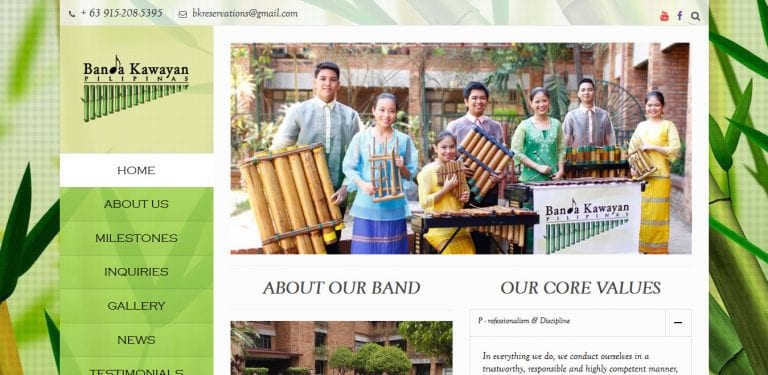 + 63 915-208-5395
bkreservations@gmail.com
Banda Kawayan
PILIPINAS
HOME
ABOUT US
MILESTONES
INQUIRIES
GALLERY
NEWS
TESTIMONIALS
Banda Kawayan
PILIPINAS
ABOUT OUR BAND
OUR CORE VALUES
P - rofessionalism & Discipline
In everything we do, we conduct ourselves in a
trustworthy, responsible and highly competent manner,